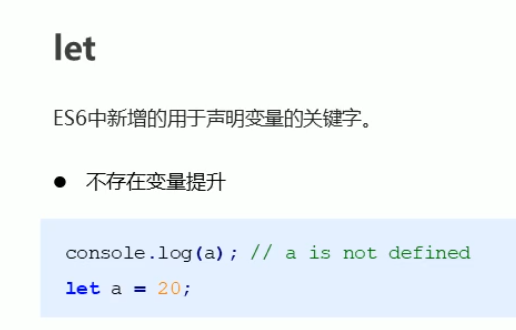 let
ES6中新增的用于声明变量的关键字。
● 不存在变量提升
console.log(a); // a is not defined
let a = 20;